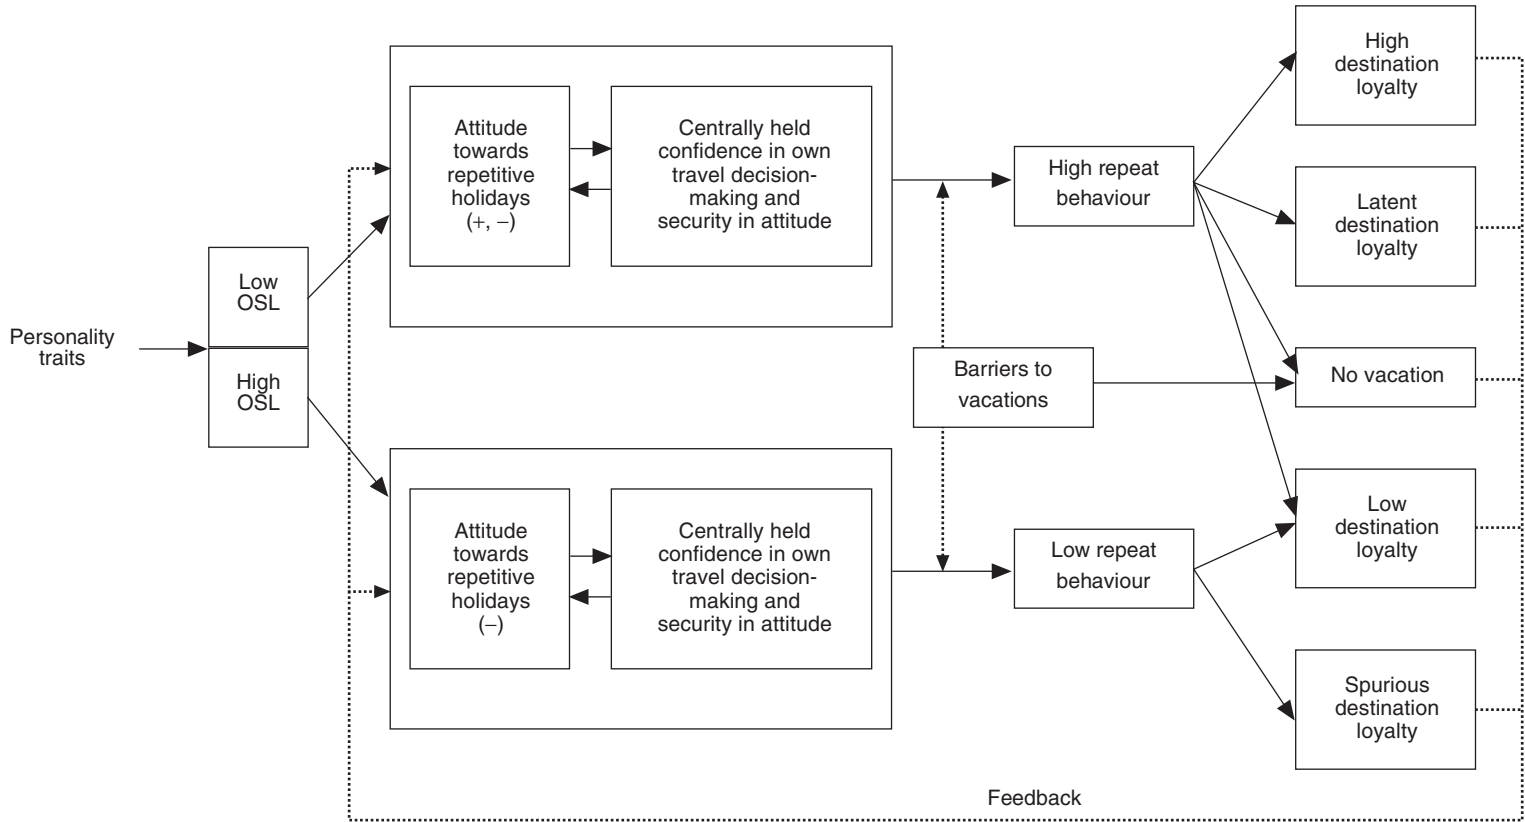 Personality
traits
Low
OSL
High
OSL
Attitude
towards
repetitive
holidays
(+, −)
Centrally held
confidence in own
travel decision-
making and
security in attitude
Attitude
towards
repetitive
holidays
(−)
Centrally held
confidence in own
travel decision-
making and
security in attitude
Barriers to
vacations
High repeat
behaviour
Low repeat
behaviour
High
destination
loyalty
Latent
destination
loyalty
No vacation
Low
destination
loyalty
Spurious
destination
loyalty
Feedback